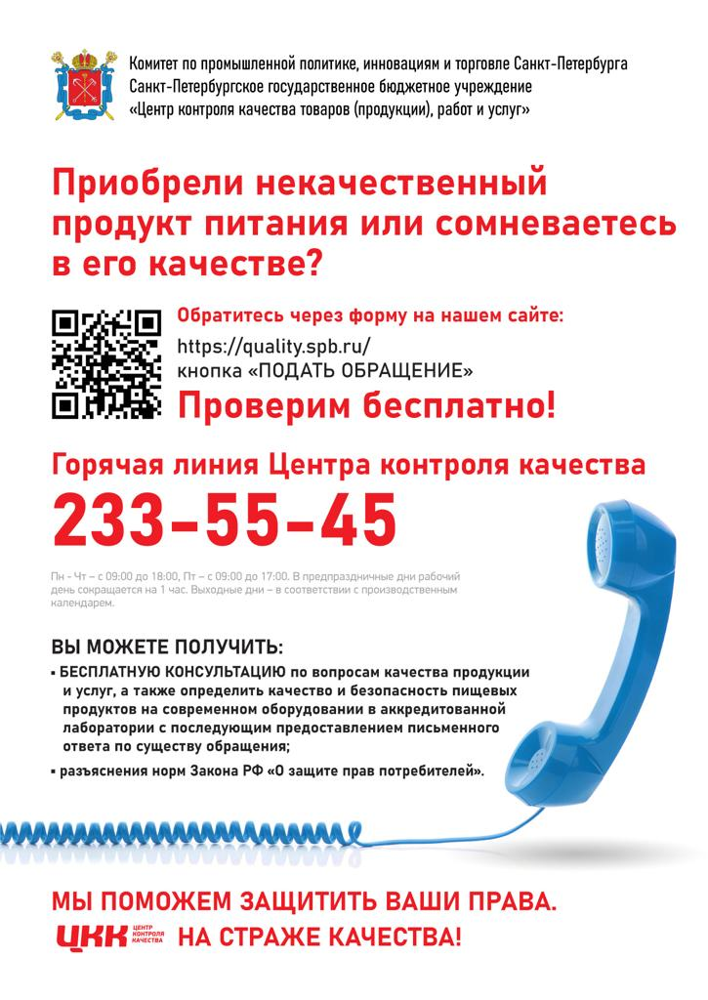 Комитет по промышленной политике, инновациям и торговле Санкт-Петербурга
Санкт-Петербургское государственное бюджетное учреждение
«Центр контроля качества товаров (продукции), работ и услуг»
Приобрели некачественный
продукт питания или сомневаетесь
в его качестве?
Обратитесь через форму на нашем сайте:
https://quality.spb.ru/
кнопка «ПОДАТЬ ОБРАЩЕНИЕ»
Проверим бесплатно!
Горячая линия Центра контроля качества
233-55-45
Пн - Чт – с 09:00 до 18:00, Пт – с 09:00 до 17:00. В предпраздничные дни рабочий
день сокращается на 1 час. Выходные дни – в соответствии с производственным
календарем.
ВЫ МОЖЕТЕ ПОЛУЧИТЬ:
▪ БЕСПЛАТНУЮ КОНСУЛЬТАЦИЮ по вопросам качества продукции
и услуг, а также определить качество и безопасность пищевых
продуктов на современном оборудовании в аккредитованной
лаборатории с последующим предоставлением письменного
ответа по существу обращения;
▪ разъяснения норм Закона РФ «О защите прав потребителей».
МЫ ПОМОЖЕМ ЗАЩИТИТЬ ВАШИ ПРАВА.
ЦКК ЦЕНТР
КОНТРОЛЯ
КАЧЕСТВА
НА СТРАЖЕ КАЧЕСТВА!